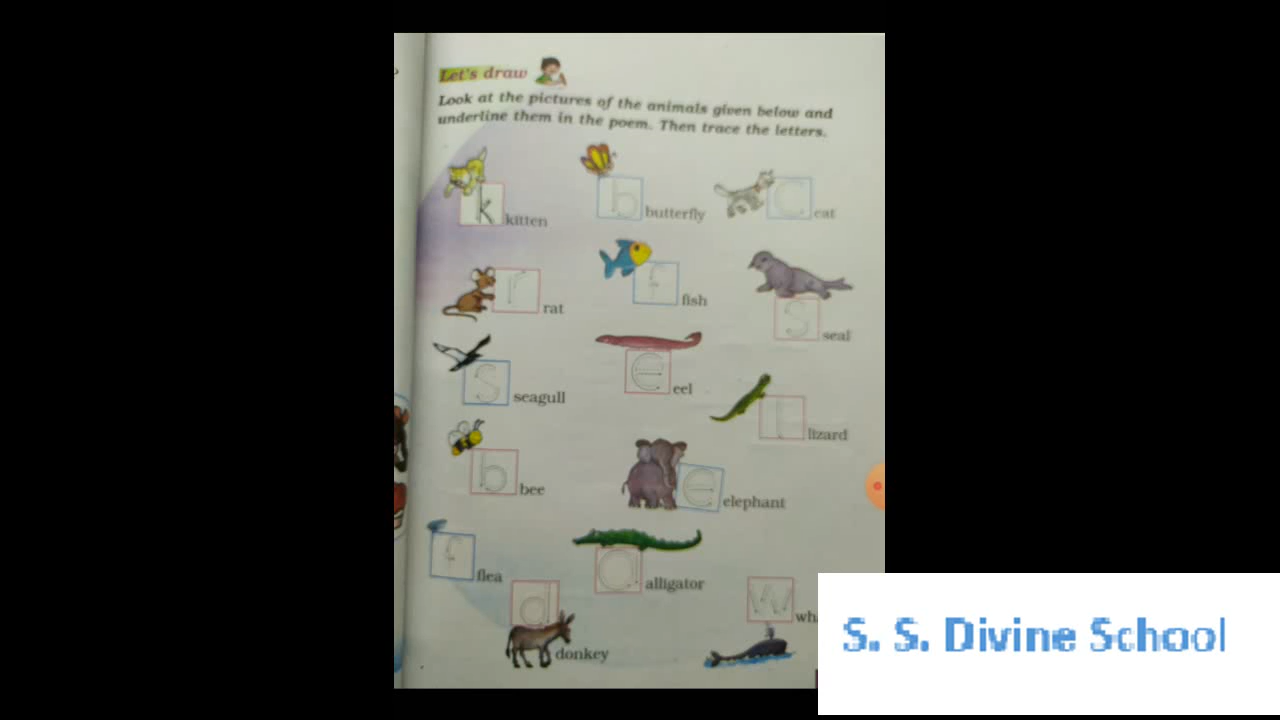 Let's draw
Look at the pictures of the animals given below and
underline them in the poem. Then trace the letters.
k kitten
b butterfly
c cat
r rat
f fish
s seal
s seagull
e eel
l lizard
b bee
e elephant
f flea
a alligator
d donkey
w
S. S. Divine School